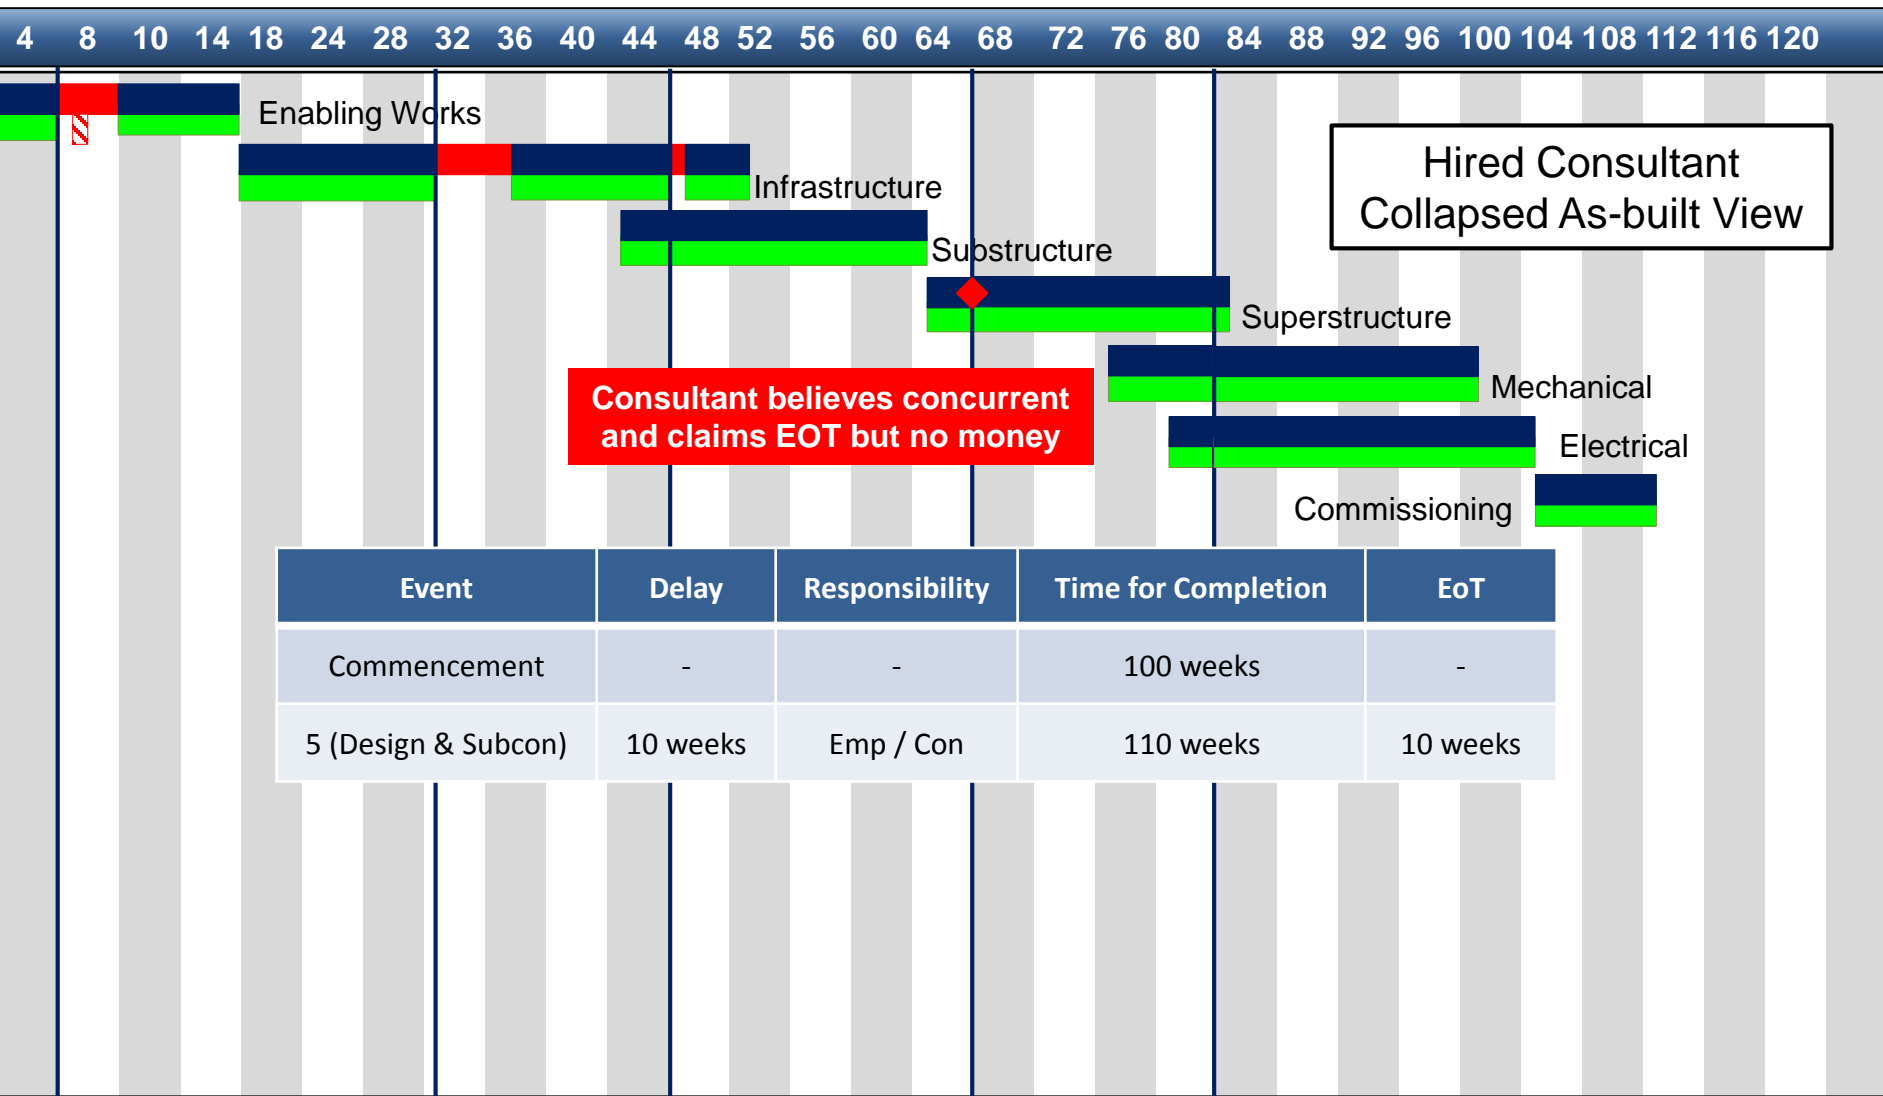 4 8 10 14 18 24 28 32 36 40 44 48 52 56 60 64 68 72 76 80 84 88 92 96 100 104 108 112 116 120
Enabling Works
Hired Consultant
Collapsed As-built View
Infrastructure
Substructure
Superstructure
Consultant believes concurrent
and claims EOT but no money
Mechanical
Electrical
Commissioning
Event Delay Responsibility Time for Completion EoT
Commencement - - 100 weeks -
5 (Design & Subcon) 10 weeks Emp / Con 110 weeks 10 weeks